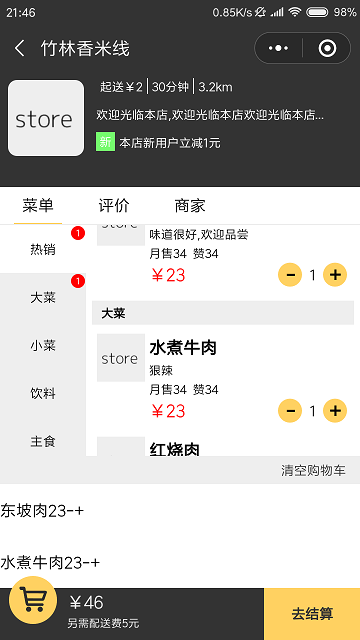 21:46
0.85K/s
98%
竹林香米线
store
起送￥2 | 30分钟 | 3.2km
欢迎光临本店,欢迎光临本店欢迎光临本店...
新 本店新用户立减1元
菜单 评价 商家
热销 1
大菜 1
小菜
饮料
主食
store
味道很好,欢迎品尝
月售34 赞34
￥23
- 1 +
大菜
store
水煮牛肉
狠辣
月售34 赞34
￥23
- 1 +
store
红烧肉
清空购物车
东坡肉23-+
水煮牛肉23-+
￥46
另需配送费5元
去结算